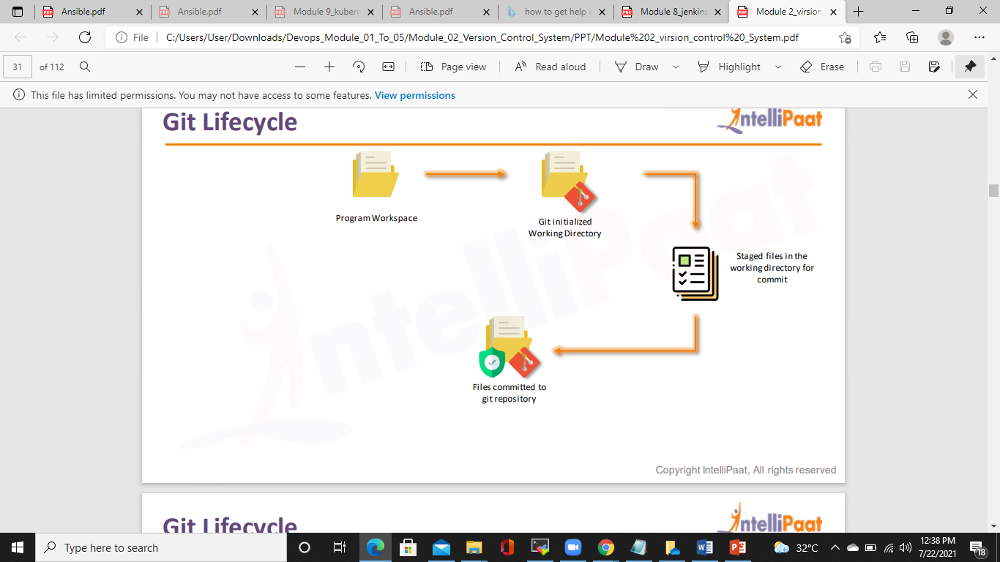 Ansible.pdf
Ansible.pdf
Module 9_kubern
Ansible.pdf
how to get help i
Module 8_jenkins
Module 2_virsion
File
C:/Users/User/Downloads/Devops_Module_01_To_05/Module_02_Version_Control_System/PPT/Module%202_virsion_control%20_System.pdf
31 of 112
Page view
Read aloud
Draw
Highlight
Erase
This file has limited permissions. You may not have access to some features. View permissions
Git Lifecycle
IntelliPaat
Program Workspace
Git initialized
Working Directory
Staged files in the
working directory for
commit
Files committed to
git repository
IntelliPaat
Copyright IntelliPaat, All rights reserved
Git Lifecycle
IntelliPaat
Type here to search
32°C
12:38 PM
7/22/2021
18